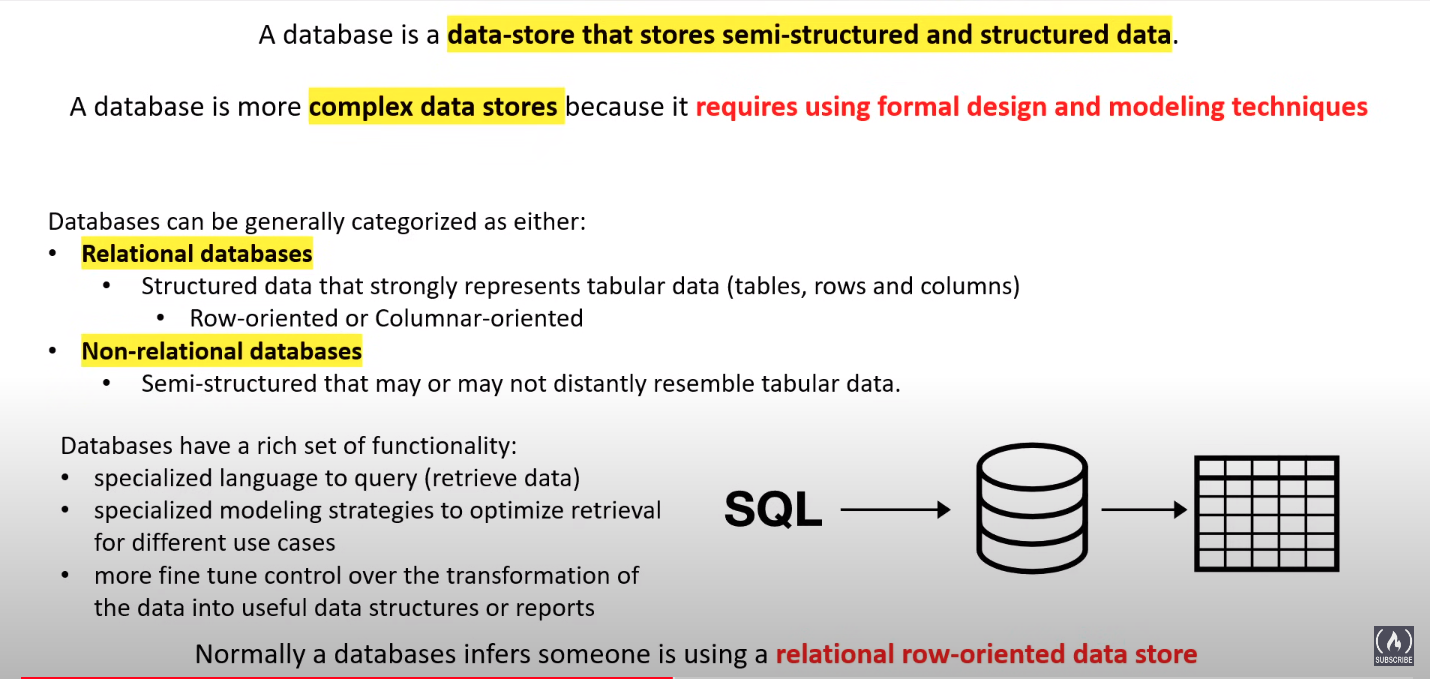 A database is a data-store that stores semi-structured and structured data.
A database is more complex data stores because it requires using formal design and modeling techniques
Databases can be generally categorized as either:
• Relational databases
• Structured data that strongly represents tabular data (tables, rows and columns)
• Row-oriented or Columnar-oriented
• Non-relational databases
• Semi-structured that may or may not distantly resemble tabular data.
Databases have a rich set of functionality:
• specialized language to query (retrieve data)
• specialized modeling strategies to optimize retrieval
for different use cases
• more fine tune control over the transformation of
the data into useful data structures or reports
SQL
Normally a databases infers someone is using a relational row-oriented data store
SUBSCRIBE